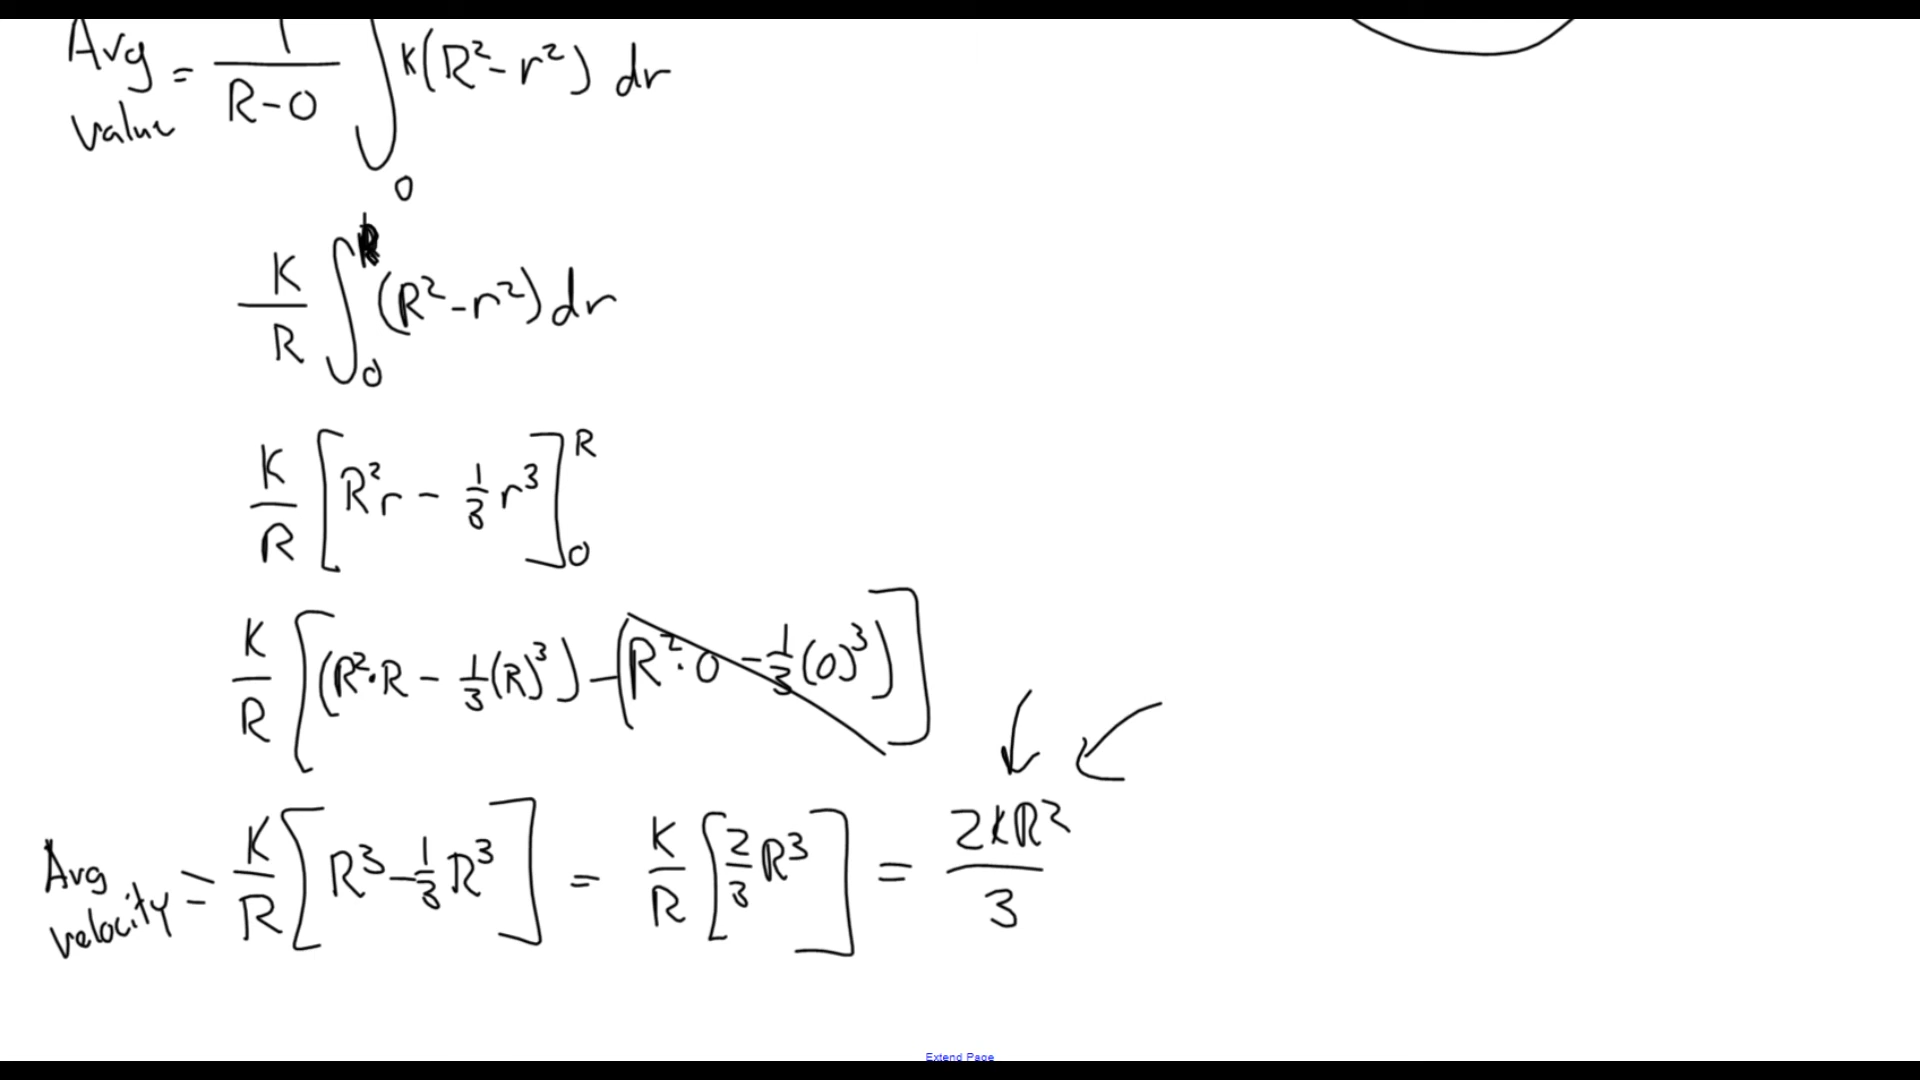 Avg value = 1/(R-0) ∫₀ k(R² - r²) dr
K/R ∫₀ᴿ (R² - r²) dr
K/R [R²r - 1/3 r³]₀ᴿ
K/R [(R²·R - 1/3(R)³) - (R²·0 - 1/3(0)³)]
Avg velocity = K/R [R³ - 1/3 R³] = K/R [2/3 R³] = 2kR²/3
Extend Page